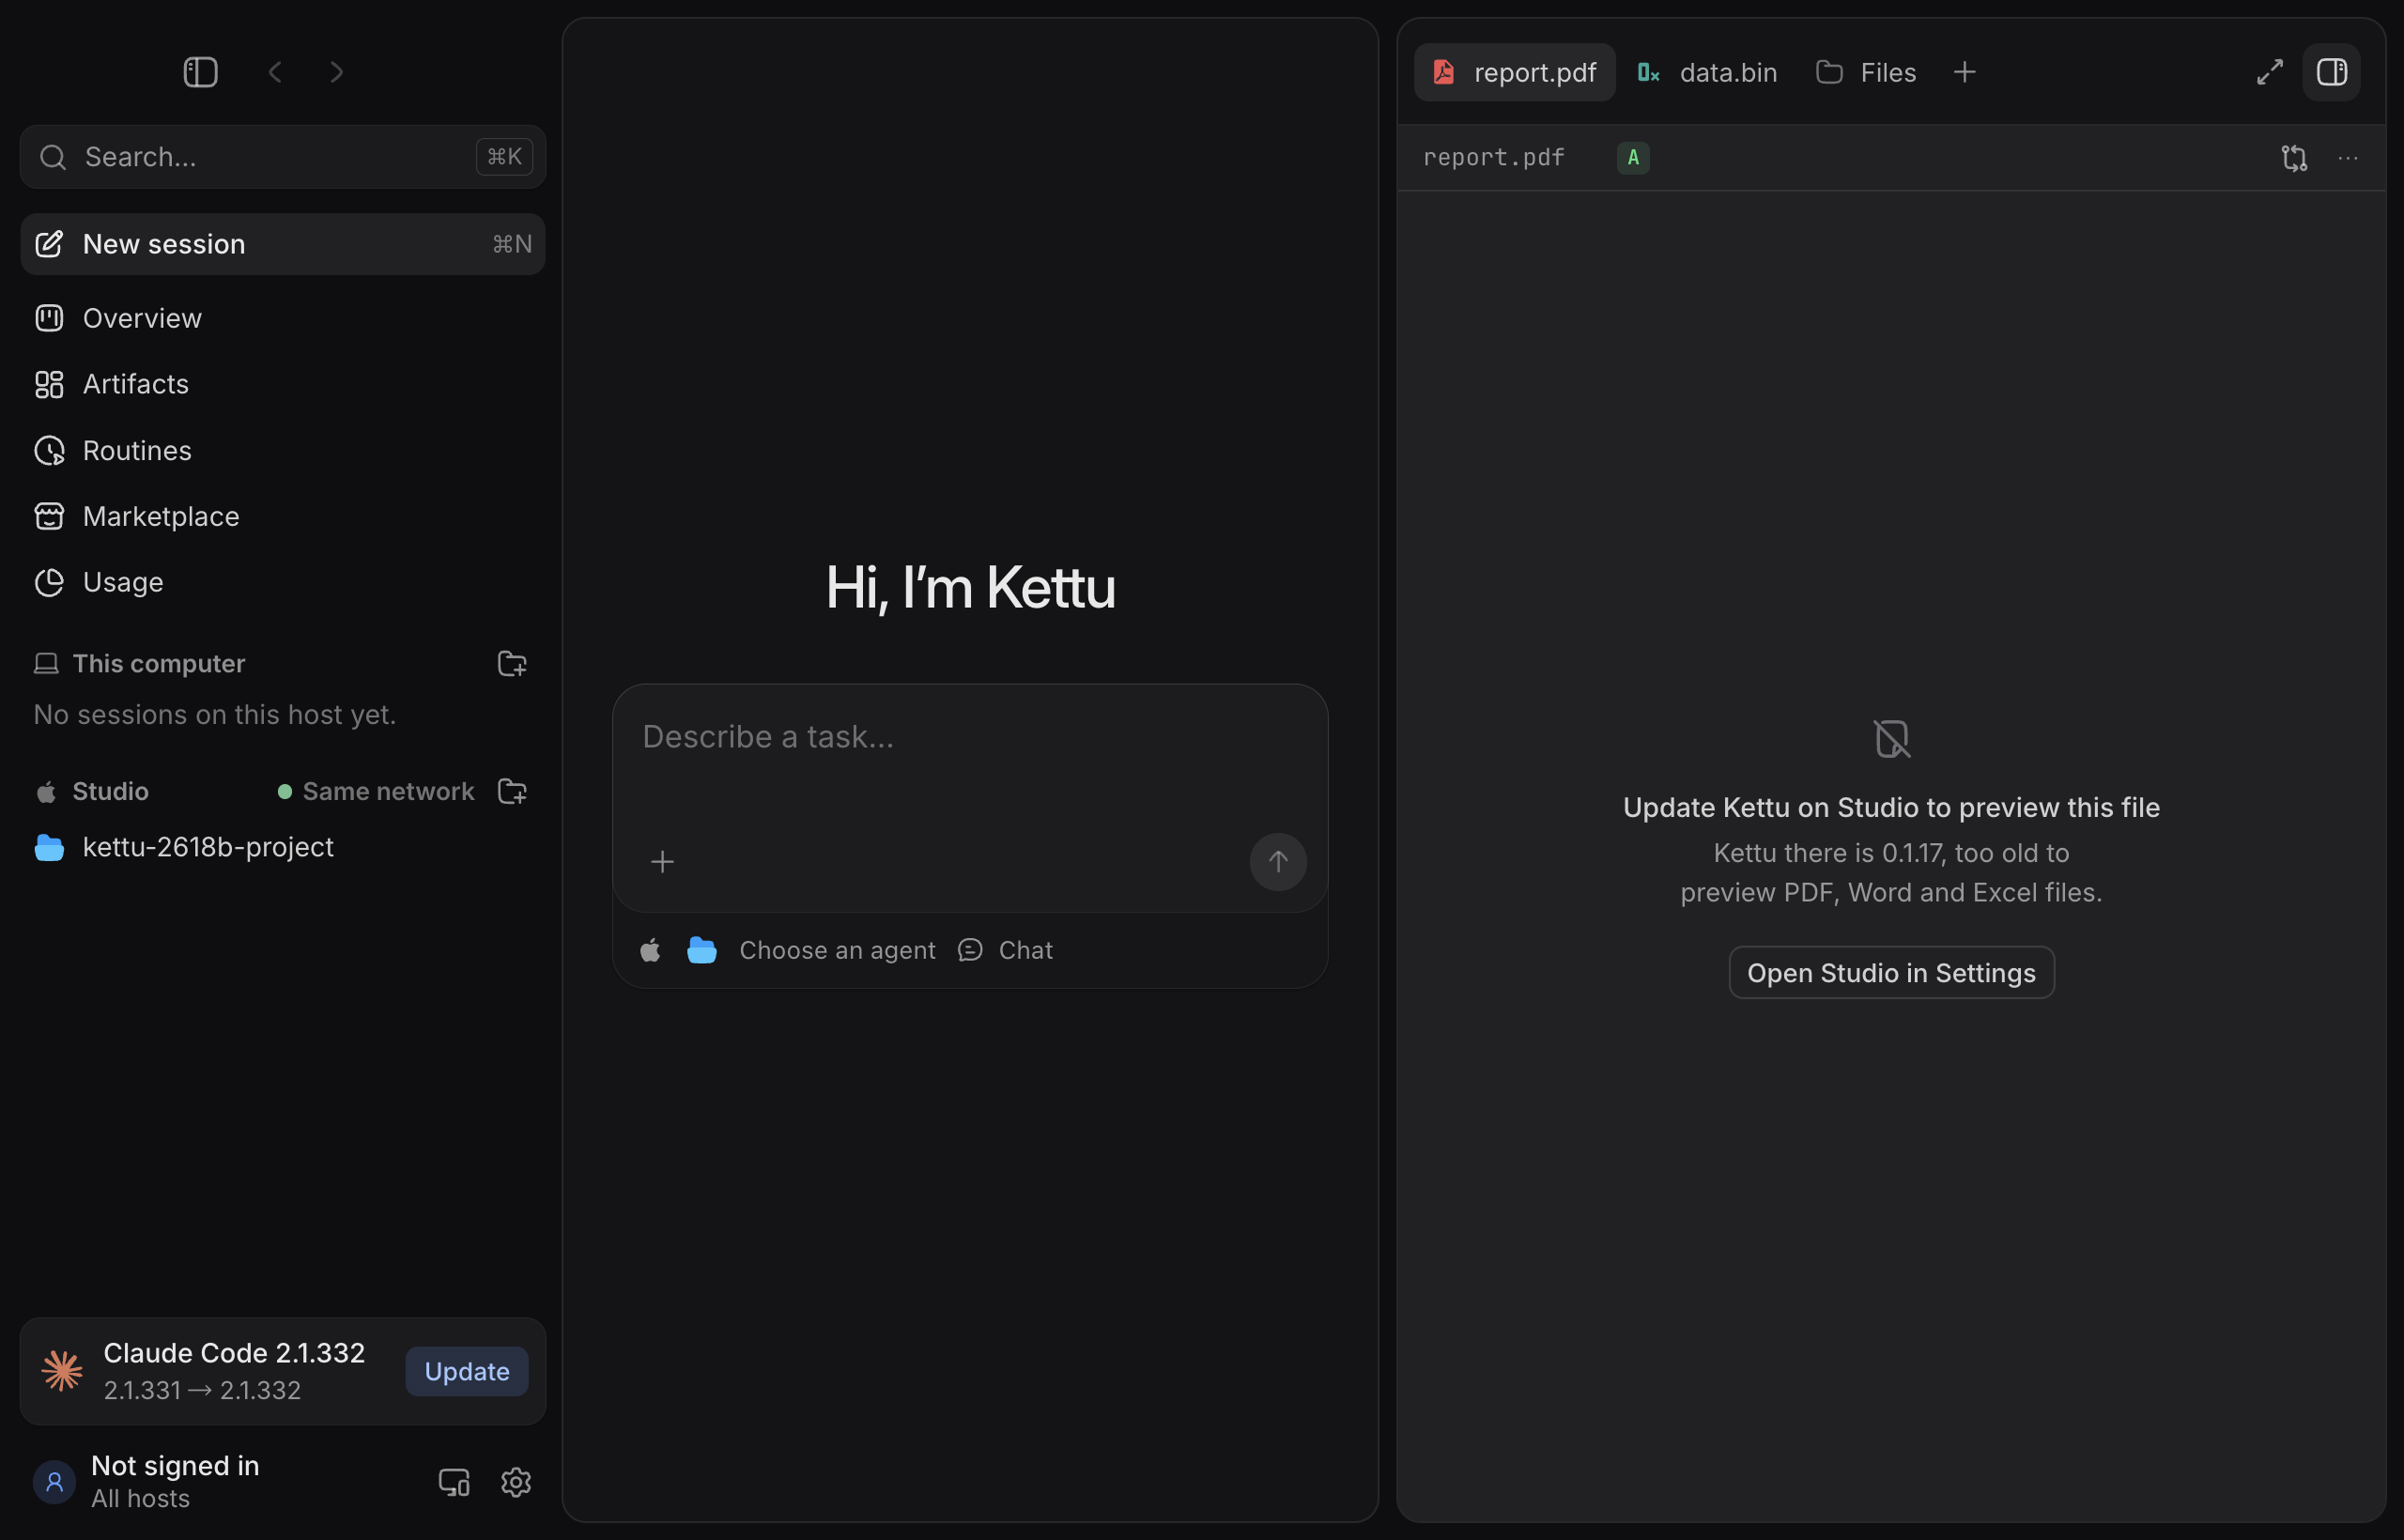 Search...
⌘K
New session
⌘N
Overview
Artifacts
Routines
Marketplace
Usage
This computer
No sessions on this host yet.
Studio
Same network
kettu-2618b-project
Claude Code 2.1.332
2.1.331 → 2.1.332
Update
Not signed in
All hosts
Hi, I’m Kettu
Describe a task...
Choose an agent
Chat
report.pdf
data.bin
Files
report.pdf
A
Update Kettu on Studio to preview this file
Kettu there is 0.1.17, too old to
preview PDF, Word and Excel files.
Open Studio in Settings